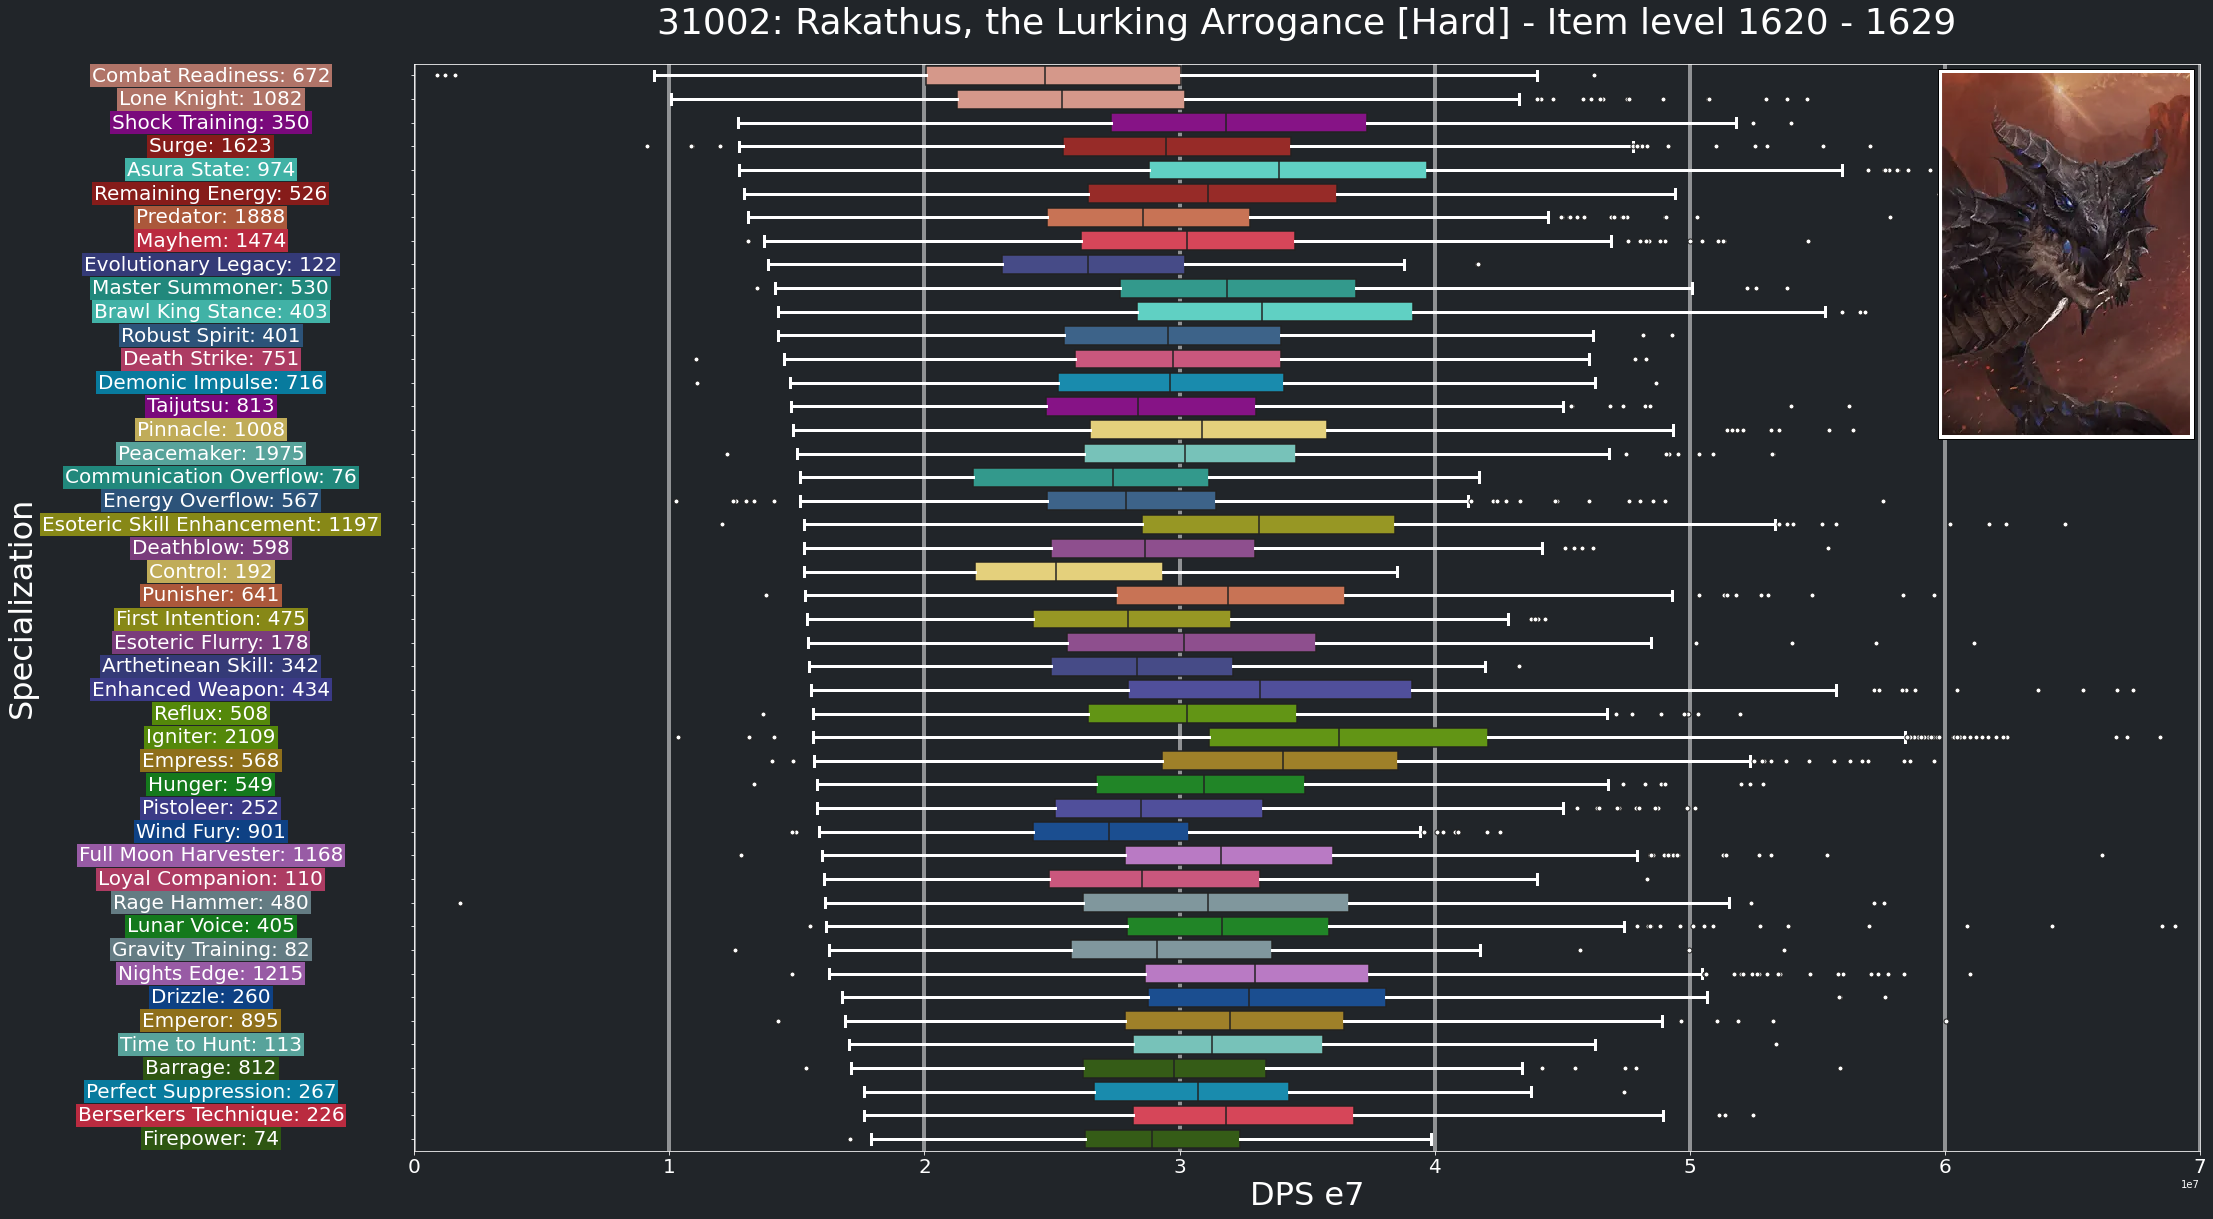 31002: Rakathus, the Lurking Arrogance [Hard] - Item level 1620 - 1629
Specialization
Combat Readiness: 672
Lone Knight: 1082
Shock Training: 350
Surge: 1623
Asura State: 974
Remaining Energy: 526
Predator: 1888
Mayhem: 1474
Evolutionary Legacy: 122
Master Summoner: 530
Brawl King Stance: 403
Robust Spirit: 401
Death Strike: 751
Demonic Impulse: 716
Taijutsu: 813
Pinnacle: 1008
Peacemaker: 1975
Communication Overflow: 76
Energy Overflow: 567
Esoteric Skill Enhancement: 1197
Deathblow: 598
Control: 192
Punisher: 641
First Intention: 475
Esoteric Flurry: 178
Arthetinean Skill: 342
Enhanced Weapon: 434
Reflux: 508
Igniter: 2109
Empress: 568
Hunger: 549
Pistoleer: 252
Wind Fury: 901
Full Moon Harvester: 1168
Loyal Companion: 110
Rage Hammer: 480
Lunar Voice: 405
Gravity Training: 82
Nights Edge: 1215
Drizzle: 260
Emperor: 895
Time to Hunt: 113
Barrage: 812
Perfect Suppression: 267
Berserkers Technique: 226
Firepower: 74
0 1 2 3 4 5 6 7
DPS e7
1e7